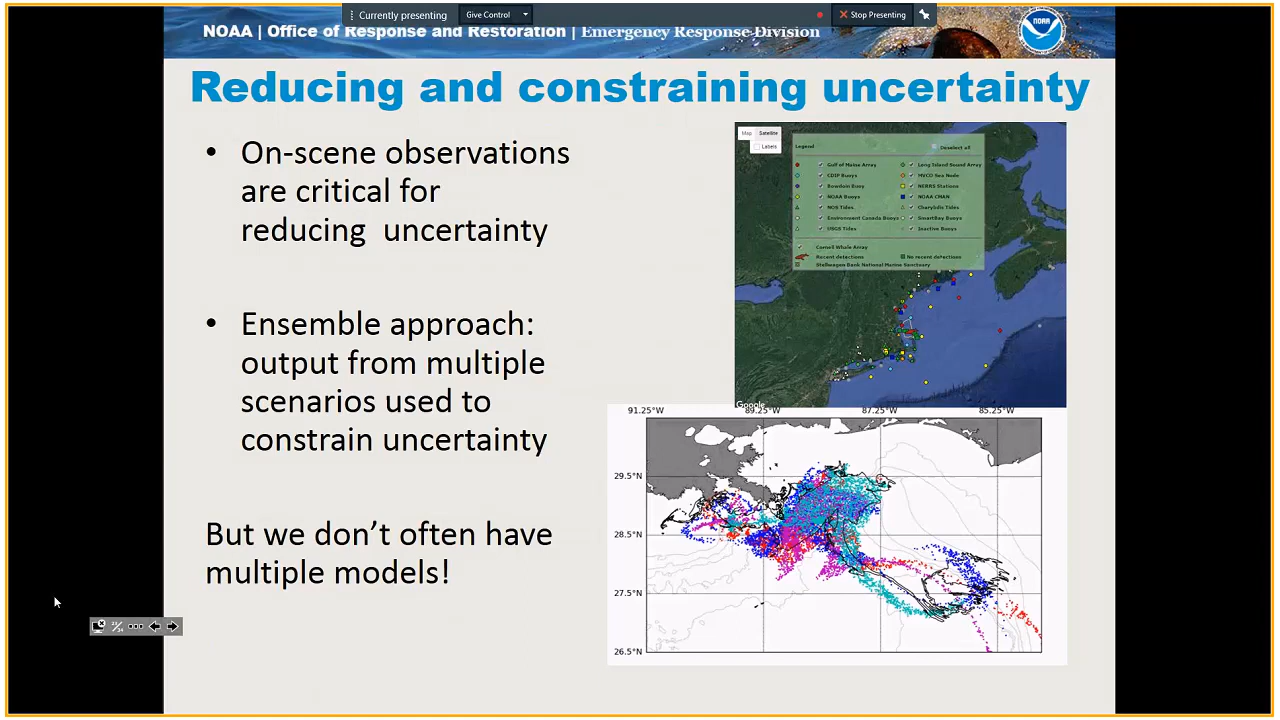 Currently presenting
Give Control
Stop Presenting
NOAA | Office of Response and Restoration | Emergency Response Division
NOAA
Reducing and constraining uncertainty
• On-scene observations
are critical for
reducing uncertainty
• Ensemble approach:
output from multiple
scenarios used to
constrain uncertainty
But we don't often have
multiple models!
Map Satellite
Labels
Legend
Deselect all
Gulf of Maine Array
Long Island Sound Array
CDIP Buoys
MVCO Sea Node
Bowdoin Buoy
NERRS Stations
NOAA Buoys
NOAA CMAN
NOS Tides
Charybdis Tides
Environment Canada Buoys
SmartBay Buoys
USGS Tides
Inactive Buoys
Cornell Whale Array
Recent detections
No recent detections
Stellwagen Bank National Marine Sanctuary
Google
91.25°W 89.25°W 87.25°W 85.25°W
29.5°N
28.5°N
27.5°N
26.5°N